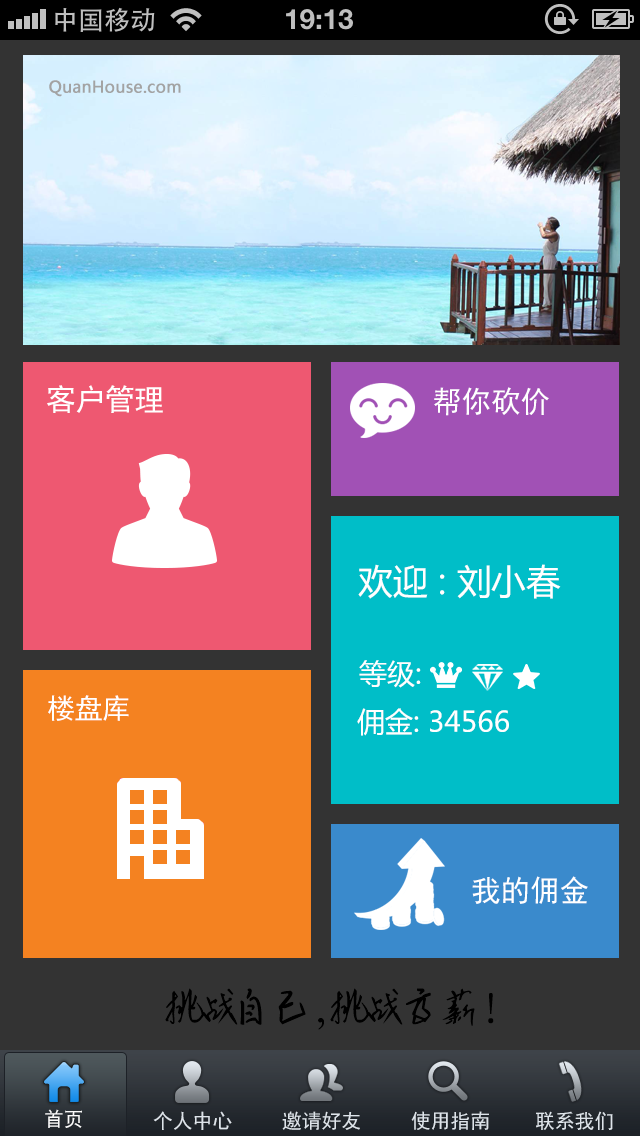 中国移动 19:13
QuanHouse.com
客户管理
帮你砍价
欢迎 : 刘小春
等级:
佣金: 34566
楼盘库
我的佣金
挑战自己,挑战高薪!
首页 个人中心 邀请好友 使用指南 联系我们